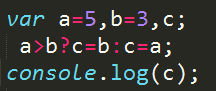 var a=5,b=3,c;
a>b?c=b:c=a;
console.log(c);